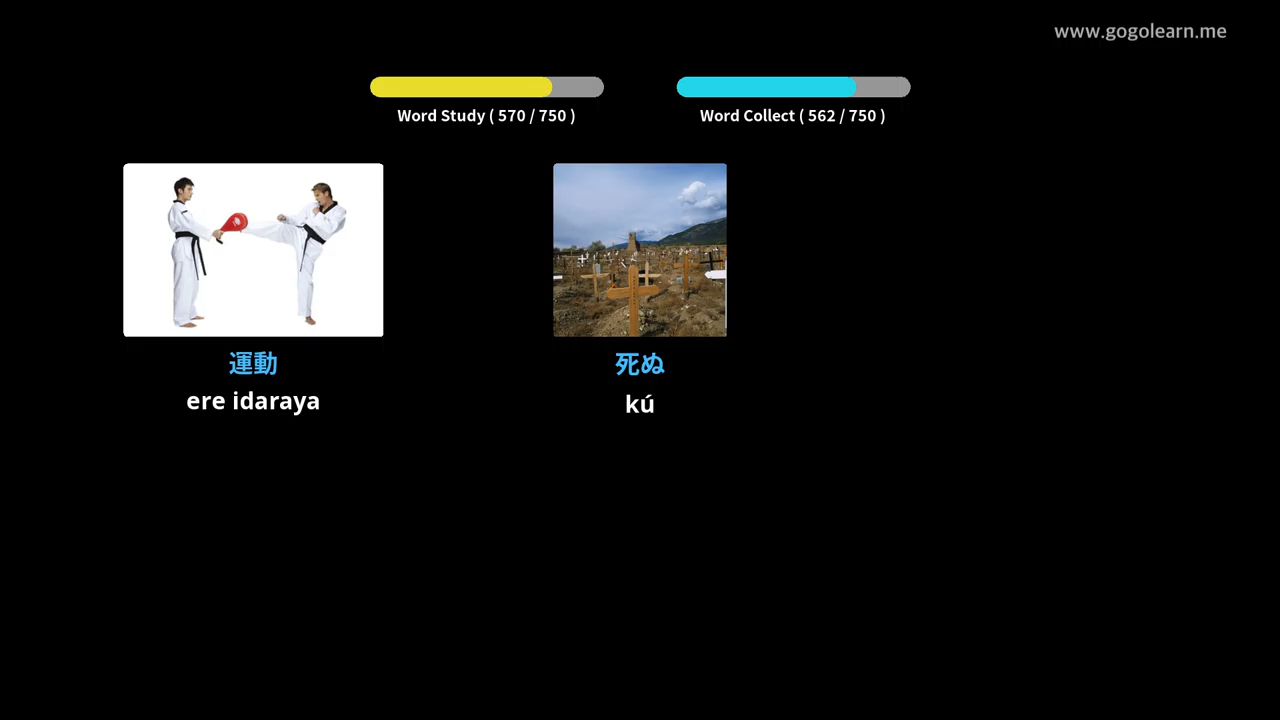 www.gogolearn.me
Word Study ( 570 / 750 )
Word Collect ( 562 / 750 )
運動
ere idaraya
死ぬ
kú